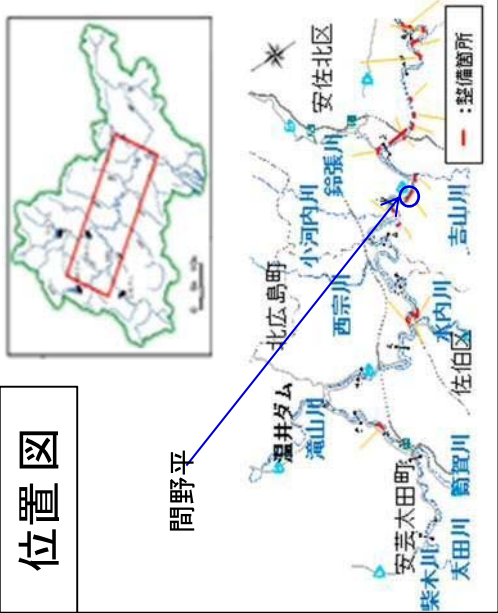 位置図
間野平
温井ダム
滝山川
北広島町
西宗川
小河内川
鈴張川
安佐北区
安芸太田町
柴木川
太田川
筒賀川
佐伯区
水内川
吉山川
：整備箇所